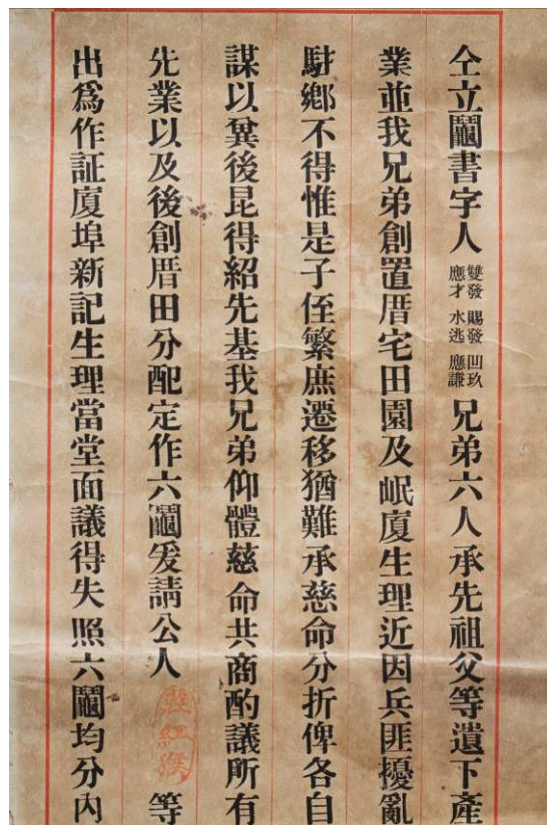 仝立鬮書字人 雙發 賜發 凹玖 應才 水逃 應謙 兄弟六人承先祖父等遺下產
業並我兄弟創置厝宅田園及岷廈生理近因兵匪擾亂
駐鄉不得惟是子侄繁庶遷移猶難承慈命分折俾各自
謀以冀後昆得紹先基我兄弟仰體慈命共商酌議所有
先業以及後創厝田分配定作六鬮爰請公人 等
出爲作証廈埠新記生理當堂面議得失照六鬮均分內